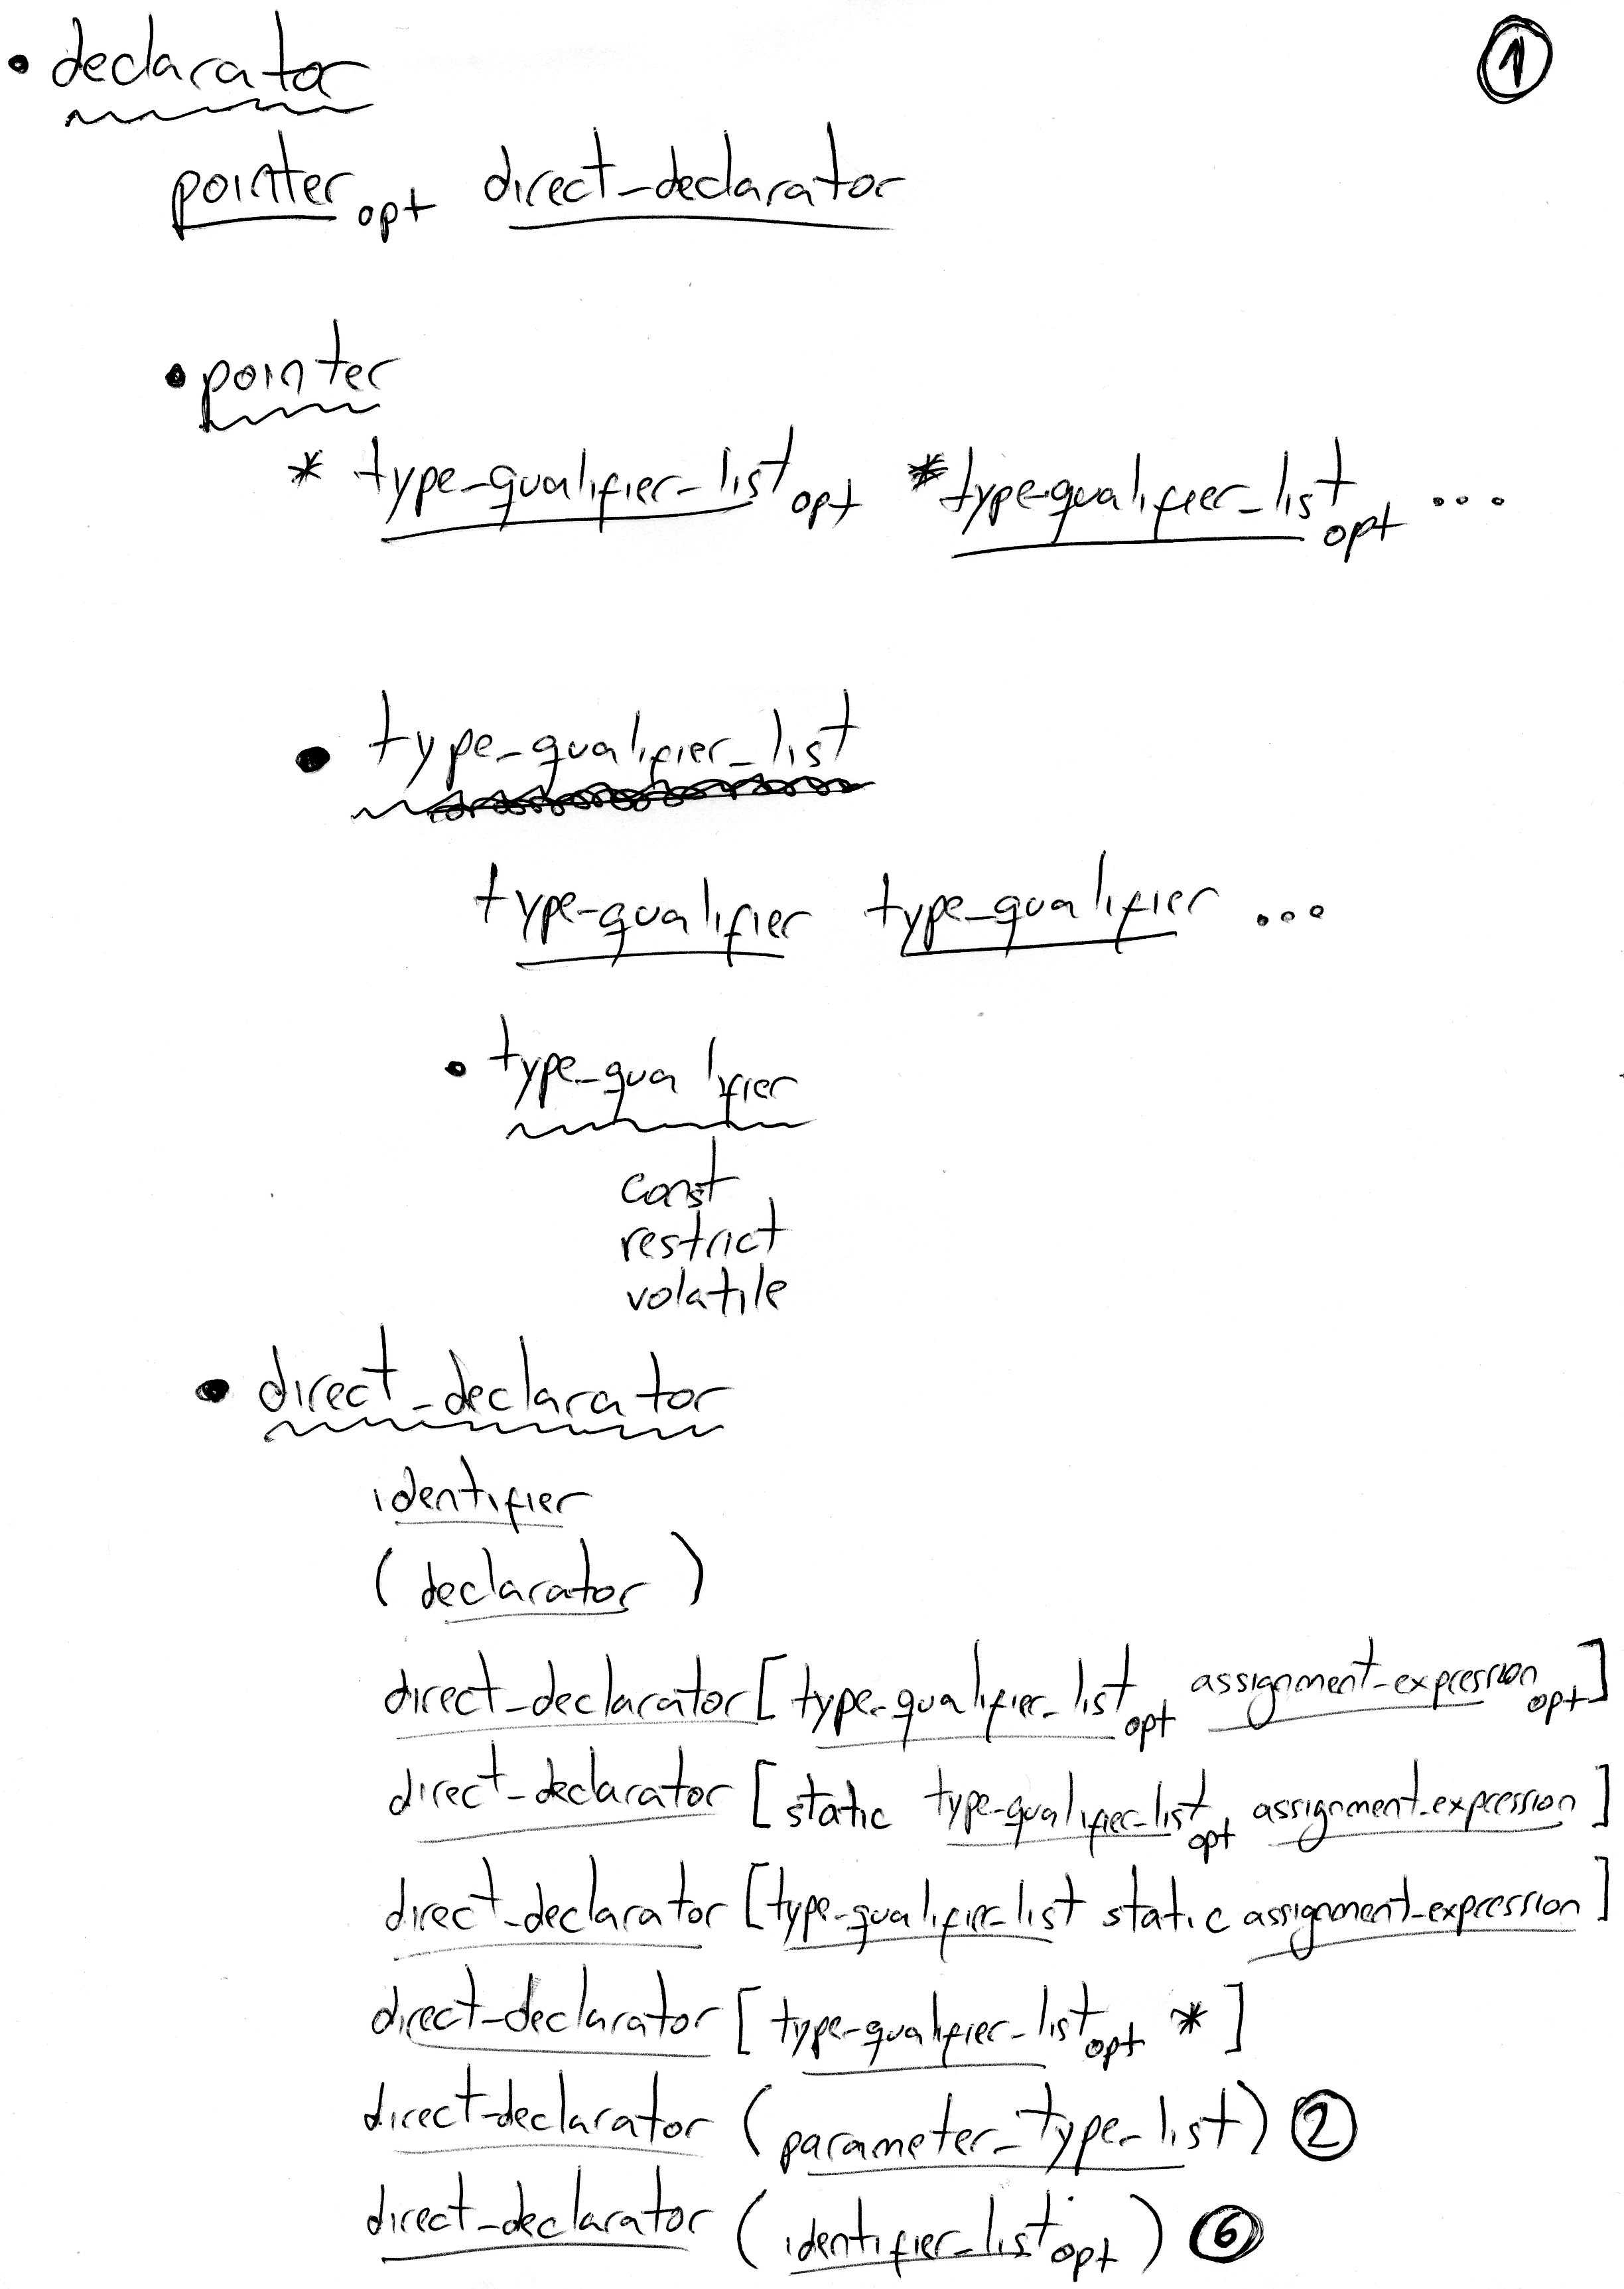 • declarator ①
pointer opt direct-declarator
• pointer
* type-qualifier-list opt *type-qualifier-list opt ...
• type-qualifier-list
type-qualifier type-qualifier ...
• type-qualifier
const
restrict
volatile
• direct-declarator
identifier
(declarator)
direct-declarator [type-qualifier-list opt assignment-expression opt]
direct-declarator [static type-qualifier-list opt assignment-expression]
direct-declarator [type-qualifier-list static assignment-expression]
direct-declarator [type-qualifier-list opt *]
direct-declarator (parameter-type-list) ②
direct-declarator (identifier-list opt) ⑥